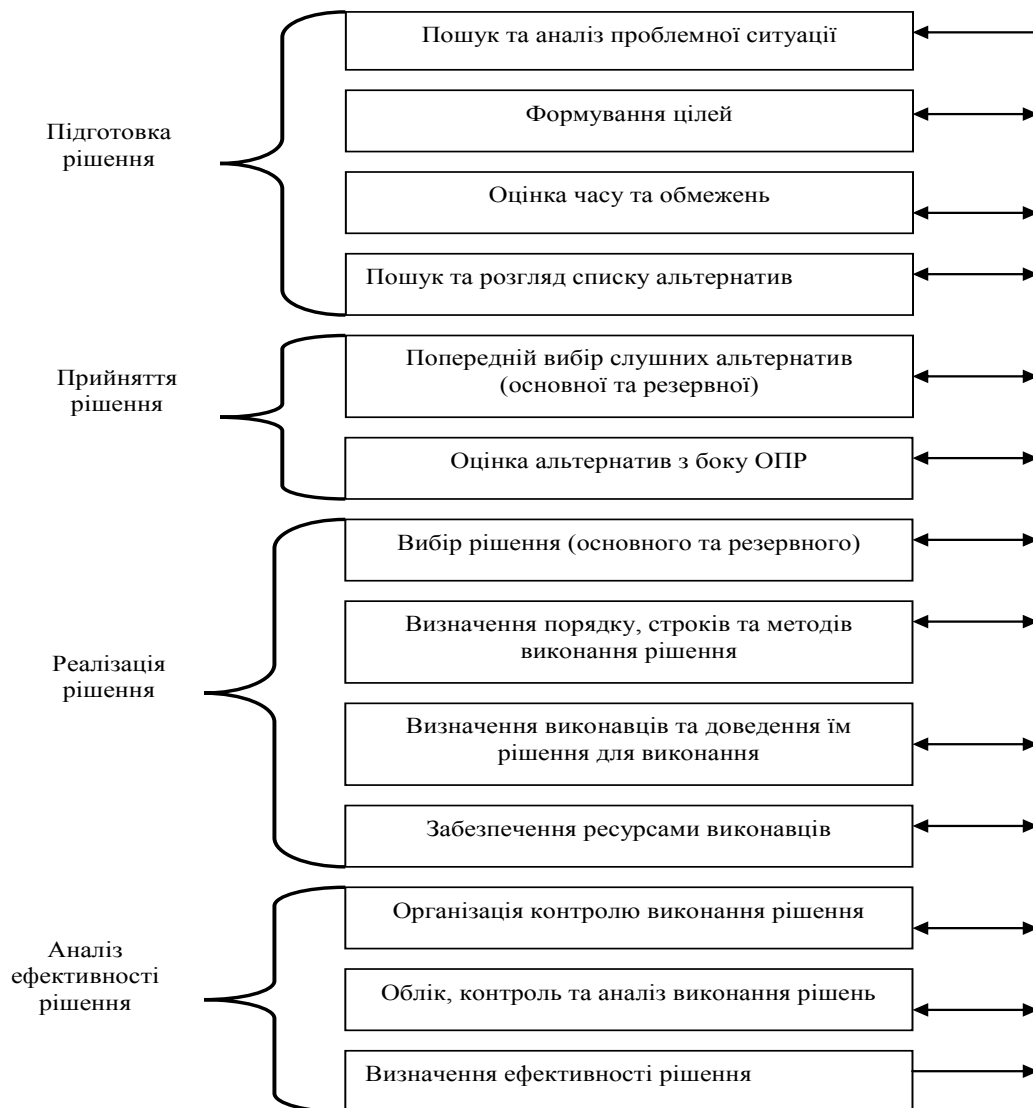 Підготовка
рішення
Пошук та аналіз проблемної ситуації
Формування цілей
Оцінка часу та обмежень
Пошук та розгляд списку альтернатив
Прийняття
рішення
Попередній вибір слушних альтернатив
(основної та резервної)
Оцінка альтернатив з боку ОПР
Реалізація
рішення
Вибір рішення (основного та резервного)
Визначення порядку, строків та методів
виконання рішення
Визначення виконавців та доведення їм
рішення для виконання
Забезпечення ресурсами виконавців
Аналіз
ефективності
рішення
Організація контролю виконання рішення
Облік, контроль та аналіз виконання рішень
Визначення ефективності рішення